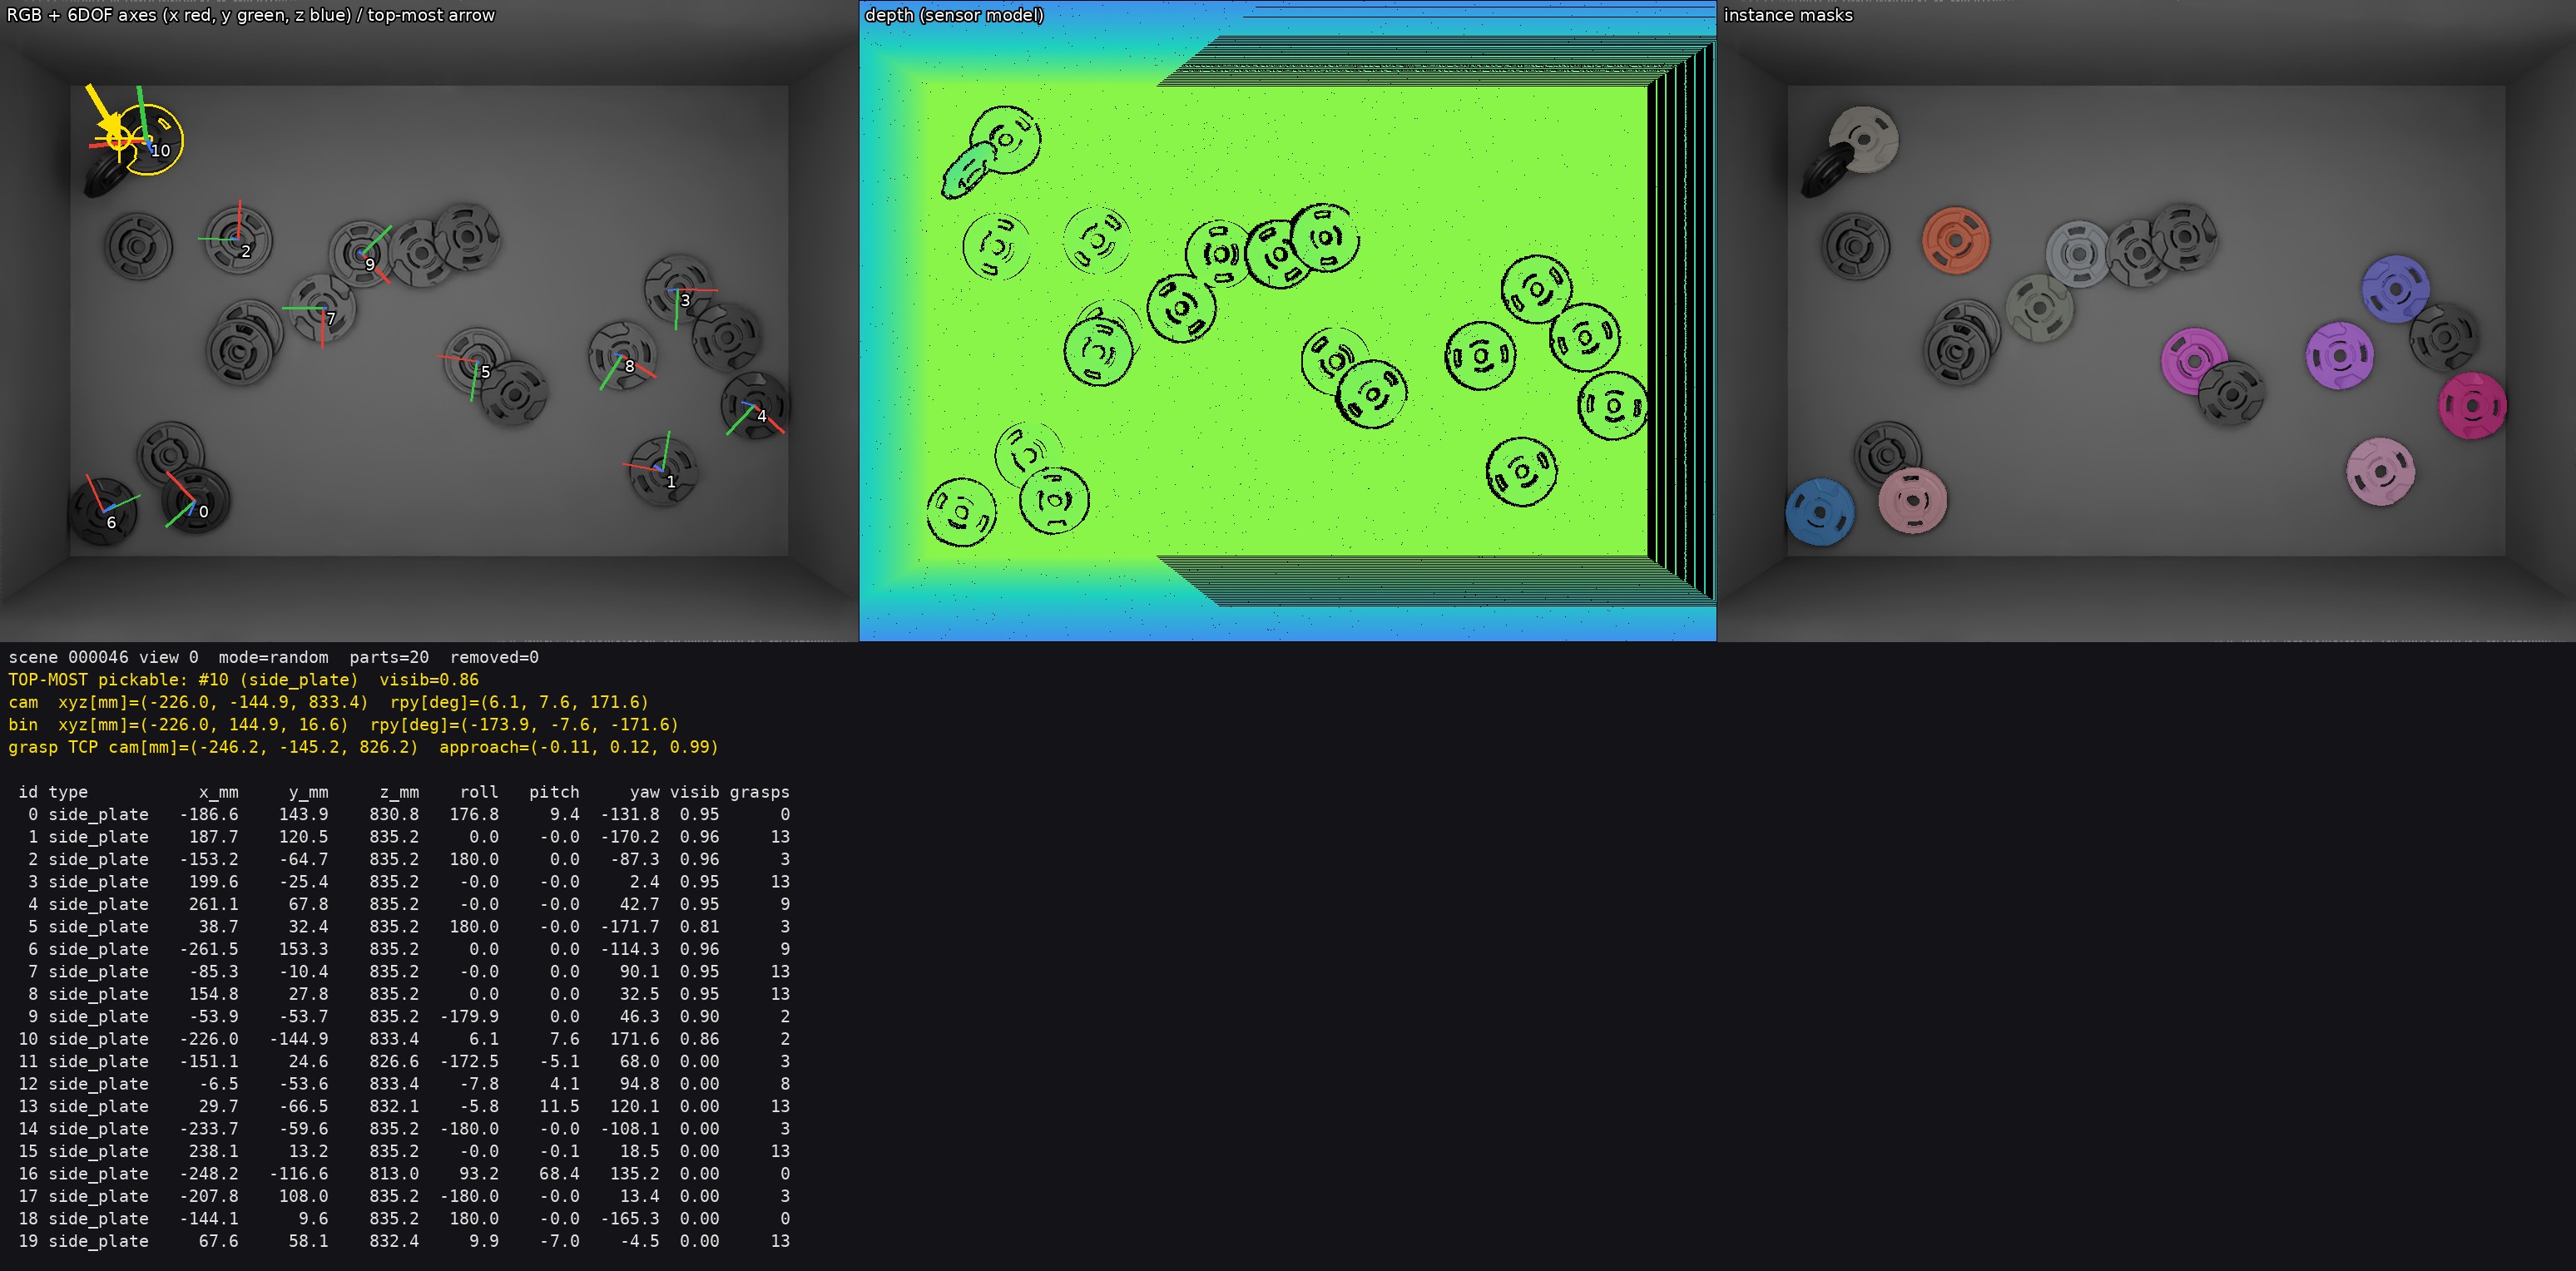 RGB + 6DOF axes (x red, y green, z blue) / top-most arrow
depth (sensor model)
instance masks
10
2
9
3
7
5
8
4
1
6
0
scene 000046 view 0  mode=random  parts=20  removed=0
TOP-MOST pickable: #10 (side_plate)  visib=0.86
cam  xyz[mm]=(-226.0, -144.9, 833.4)  rpy[deg]=(6.1, 7.6, 171.6)
bin  xyz[mm]=(-226.0, 144.9, 16.6)  rpy[deg]=(-173.9, -7.6, -171.6)
grasp TCP cam[mm]=(-246.2, -145.2, 826.2)  approach=(-0.11, 0.12, 0.99)
id type x_mm y_mm z_mm roll pitch yaw visib grasps
0 side_plate -186.6 143.9 830.8 176.8 9.4 -131.8 0.95 0
1 side_plate 187.7 120.5 835.2 0.0 -0.0 -170.2 0.96 13
2 side_plate -153.2 -64.7 835.2 180.0 0.0 -87.3 0.96 3
3 side_plate 199.6 -25.4 835.2 -0.0 -0.0 2.4 0.95 13
4 side_plate 261.1 67.8 835.2 -0.0 -0.0 42.7 0.95 9
5 side_plate 38.7 32.4 835.2 180.0 -0.0 -171.7 0.81 3
6 side_plate -261.5 153.3 835.2 0.0 0.0 -114.3 0.96 9
7 side_plate -85.3 -10.4 835.2 -0.0 0.0 90.1 0.95 13
8 side_plate 154.8 27.8 835.2 0.0 0.0 32.5 0.95 13
9 side_plate -53.9 -53.7 835.2 -179.9 0.0 46.3 0.90 2
10 side_plate -226.0 -144.9 833.4 6.1 7.6 171.6 0.86 2
11 side_plate -151.1 24.6 826.6 -172.5 -5.1 68.0 0.00 3
12 side_plate -6.5 -53.6 833.4 -7.8 4.1 94.8 0.00 8
13 side_plate 29.7 -66.5 832.1 -5.8 11.5 120.1 0.00 13
14 side_plate -233.7 -59.6 835.2 -180.0 -0.0 -108.1 0.00 3
15 side_plate 238.1 13.2 835.2 -0.0 -0.1 18.5 0.00 13
16 side_plate -248.2 -116.6 813.0 93.2 68.4 135.2 0.00 0
17 side_plate -207.8 108.0 835.2 -180.0 -0.0 13.4 0.00 3
18 side_plate -144.1 9.6 835.2 180.0 -0.0 -165.3 0.00 0
19 side_plate 67.6 58.1 832.4 9.9 -7.0 -4.5 0.00 13